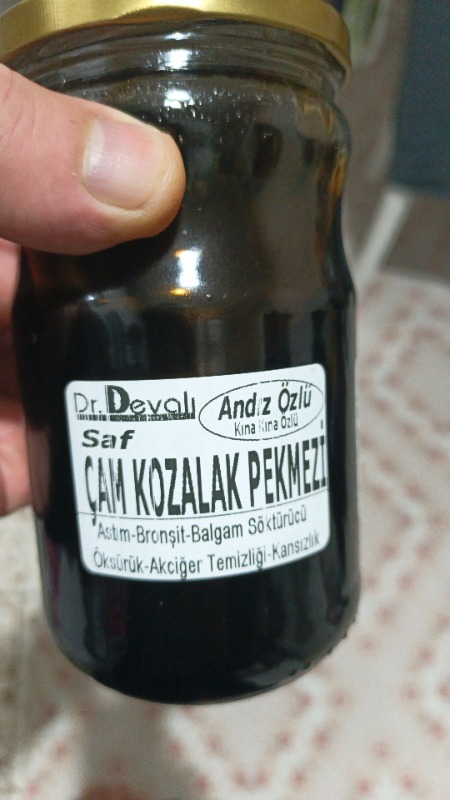 Dr. Devalı
Andız Özlü
Kına Kına Özlü
Saf
ÇAM KOZALAK PEKMEZİ
Astım-Bronşit-Balgam Söktürücü
Öksürük-Akciğer Temizliği-Kansızlık